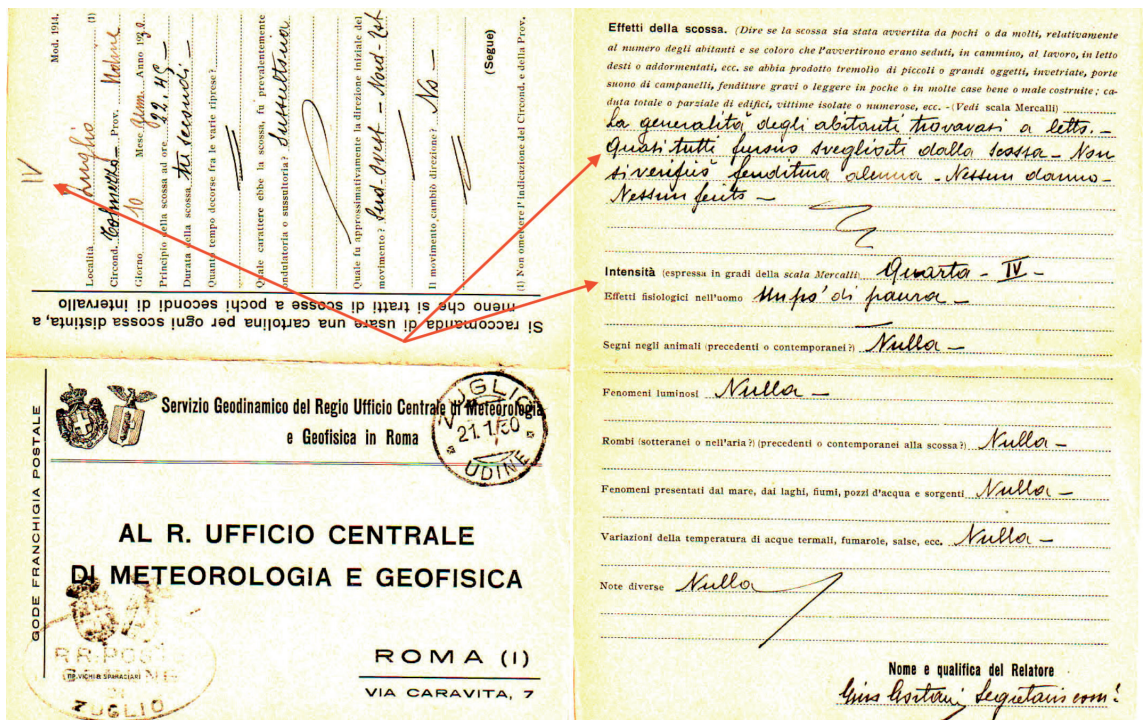 Mod. 1914.
IV
(1)
Località Zuglio
Circond. Tolmezzo – Prov. Udine
Giorno 10 Mese Anno
Principio della scossa ad ore 22.45
Durata della scossa tre secondi –
Quanto tempo decorse fra le varie riprese?
Quale carattere ebbe la scossa, fu prevalentemente
ondulatoria o sussultoria? Sussultoria
Quale fu approssimativamente la direzione iniziale del
movimento? Sud-Ovest – Nord-Est
Il movimento cambiò direzione? No –
(Segue)
(1) Non omettere l'indicazione del Circond. e della Prov.
Si raccomanda di usare una cartolina per ogni scossa distinta, a
meno che si tratti di scosse a pochi secondi di intervallo
GODE FRANCHIGIA POSTALE
Servizio Geodinamico del Regio Ufficio Centrale di Meteorologia
e Geofisica in Roma
ZUGLIO
21.1.30
UDINE
AL R. UFFICIO CENTRALE
DI METEOROLOGIA E GEOFISICA
ROMA (I)
VIA CARAVITA, 7
R.R. POSTE
DI
ZUGLIO
Effetti della scossa. (Dire se la scossa sia stata avvertita da pochi o da molti, relativamente
al numero degli abitanti e se coloro che l'avvertirono erano seduti, in cammino, al lavoro, in letto
desti o addormentati, ecc. se abbia prodotto tremolio di piccoli o grandi oggetti, invetriate, porte
suono di campanelli, fenditure gravi o leggere in poche o in molte case bene o male costruite; ca-
duta totale o parziale di edifici, vittime isolate o numerose, ecc. -(Vedi scala Mercalli)
La generalità degli abitanti trovavasi a letto. –
Quasi tutti furono svegliati dalla scossa – Non
si verificò fenditura alcuna – Nessun danno –
Nessun ferito –
Intensità (espressa in gradi della scala Mercalli) Quarta – IV –
Effetti fisiologici nell'uomo Un po' di paura –
Segni negli animali (precedenti o contemporanei?) Nulla –
Fenomeni luminosi Nulla –
Rombi (sotteranei o nell'aria?) (precedenti o contemporanei alla scossa?) Nulla –
Fenomeni presentati dal mare, dai laghi, fiumi, pozzi d'acqua e sorgenti Nulla –
Variazioni della temperatura di acque termali, fumarole, salse, ecc. Nulla –
Note diverse Nulla
Nome e qualifica del Relatore
Segretario com.